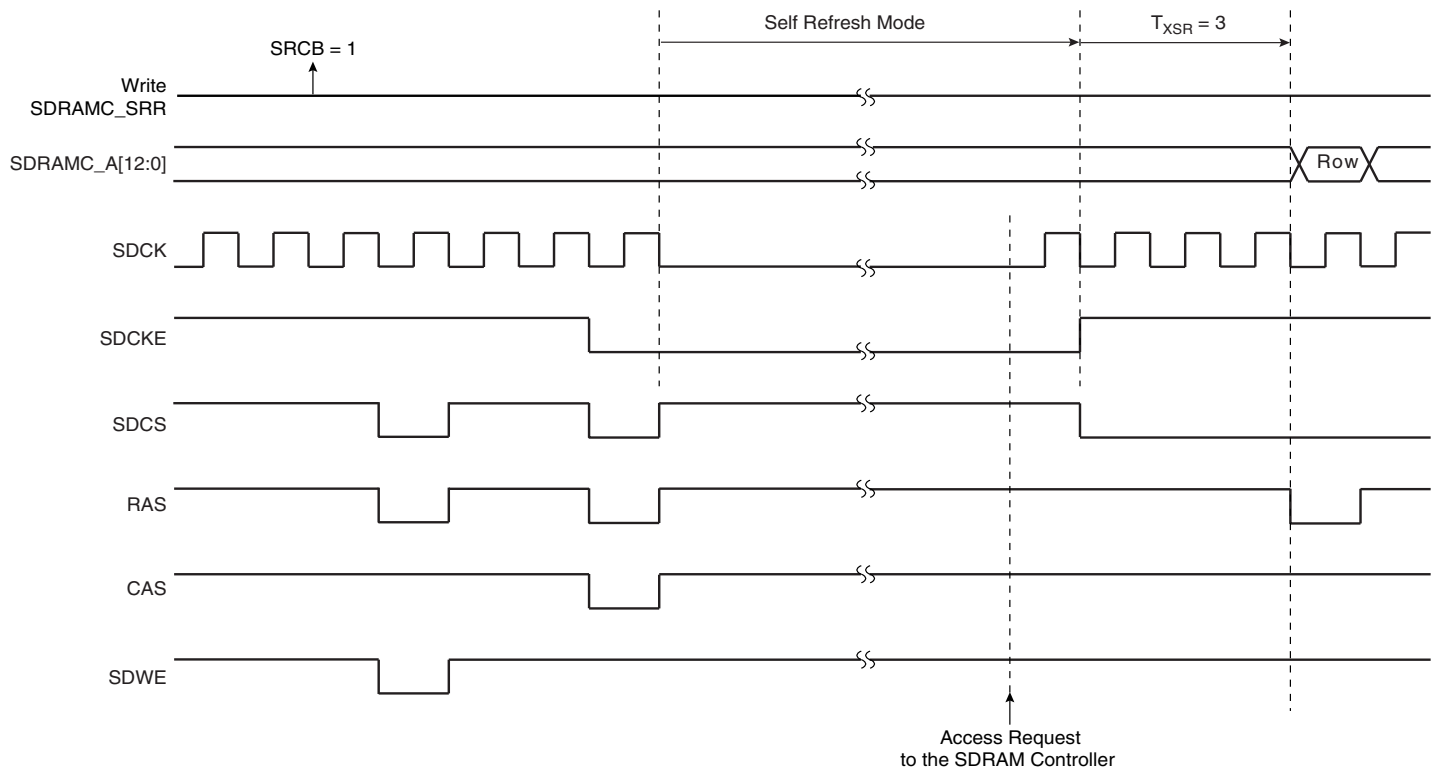 Self Refresh Mode
T_XSR = 3
SRCB = 1
Write
SDRAMC_SRR
SDRAMC_A[12:0]
Row
SDCK
SDCKE
SDCS
RAS
CAS
SDWE
Access Request
to the SDRAM Controller